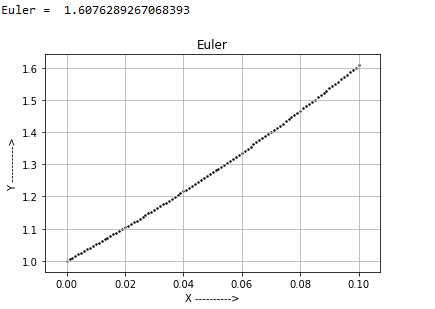 Euler =  1.6076289267068393
Euler
1.6
1.5
1.4
1.3
1.2
1.1
1.0
Y ---------->
0.00 0.02 0.04 0.06 0.08 0.10
X ---------->